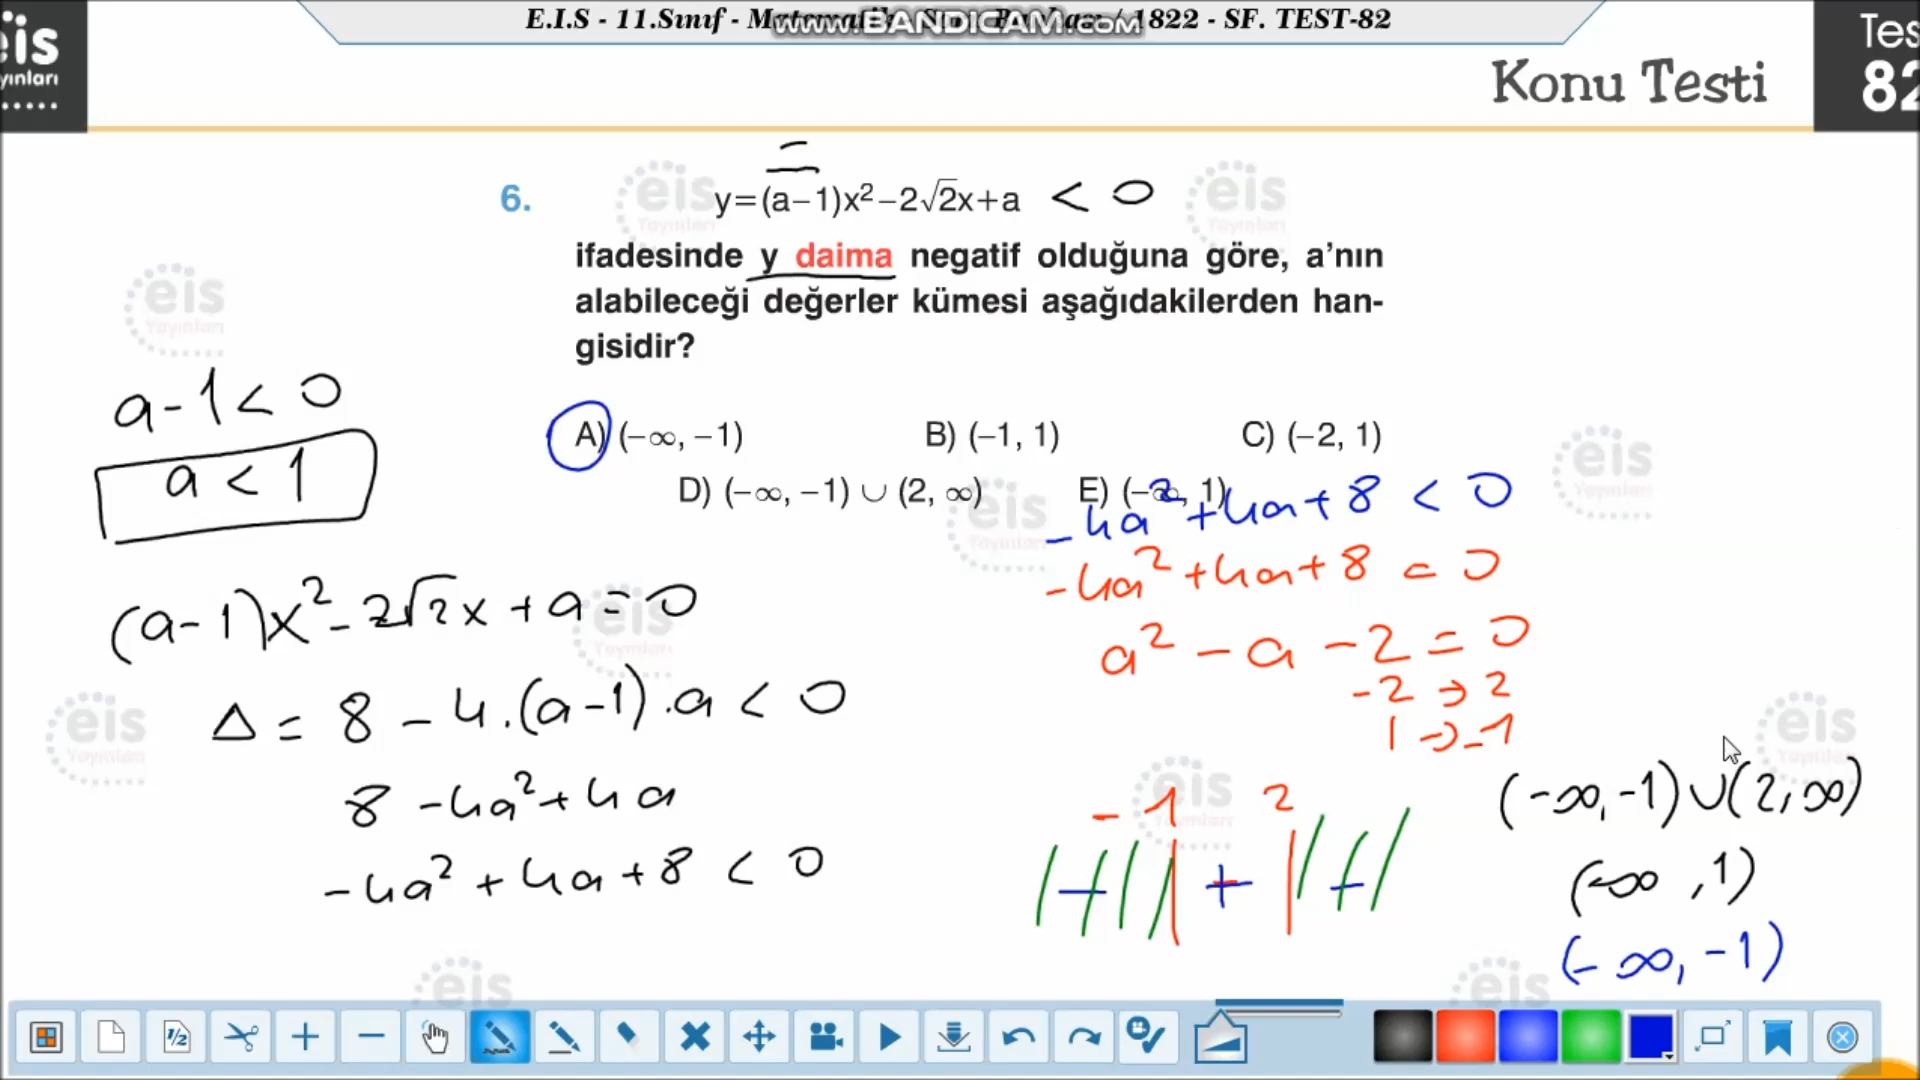 E.I.S - 11.Sınıf - 1822 - SF. TEST-82
www.BANDICAM.com
eis
yınları
Konu Testi
Tes
82
6. y=(a−1)x²−2√2x+a < 0
ifadesinde y daima negatif olduğuna göre, a’nın
alabileceği değerler kümesi aşağıdakilerden han-
gisidir?
A) (−∞, −1) B) (−1, 1) C) (−2, 1)
D) (−∞, −1) ∪ (2, ∞) E) (−∞, 1)
a-1<0
a<1
(a-1)x²-2√2x+a=0
Δ= 8-4.(a-1).a<0
8-4a²+4a
-4a²+4a+8<0
-4a²+4a+8<0
-4a²+4a+8=0
a²-a-2=0
-2→2
1→-1
-1 2
- + -
(-∞,-1)∪(2,∞)
(-∞,1)
(-∞,-1)
eis
Yayınları
1/2